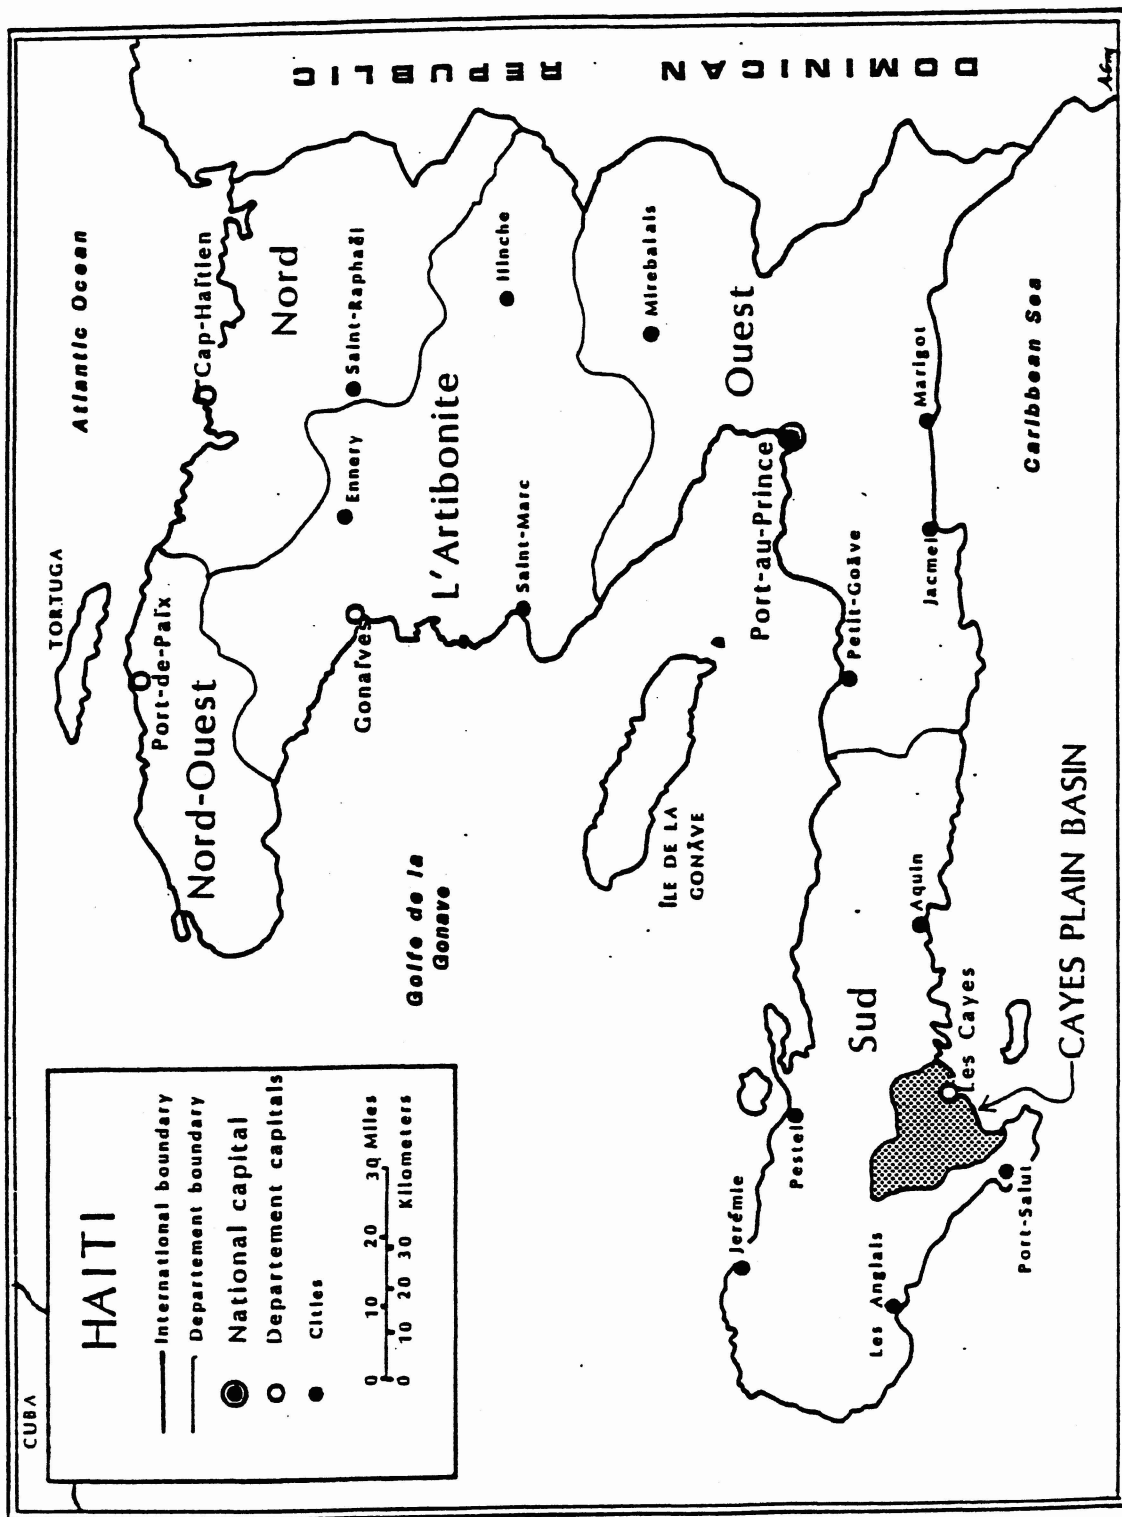 CUBA
HAITI
International boundary
Departement boundary
National capital
Departement capitals
Cities
0 10 20 30 Miles
0 10 20 30 Kilometers
TORTUGA
Atlantic Ocean
Port-de-Paix
Cap-Haïtien
Nord-Ouest
Nord
Gonaïves
Ennery
Saint-Raphaël
Golfe de la
Gonave
L'Artibonite
Saint-Marc
Hinche
DOMINICAN REPUBLIC
ÎLE DE LA
GONÂVE
Mirebalais
Ouest
Port-au-Prince
Jerémie
Pestel
Petit-Goâve
Sud
Les Anglais
Aquin
Jacmel
Marigot
Les Cayes
Port-Salut
Caribbean Sea
CAYES PLAIN BASIN